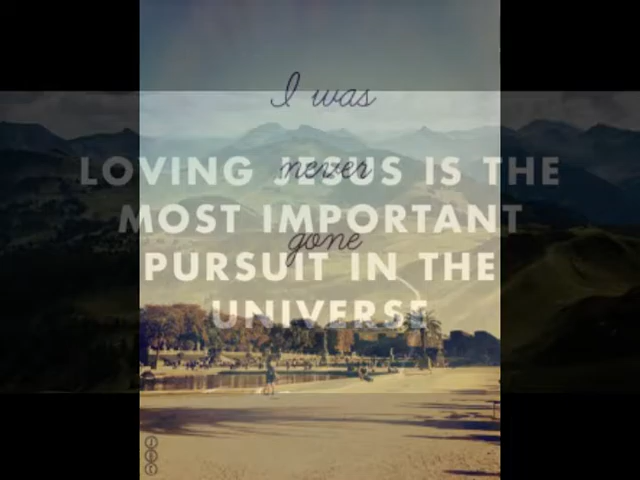 I was
never
gone
LOVING JESUS IS THE
MOST IMPORTANT
PURSUIT IN THE
UNIVERSE